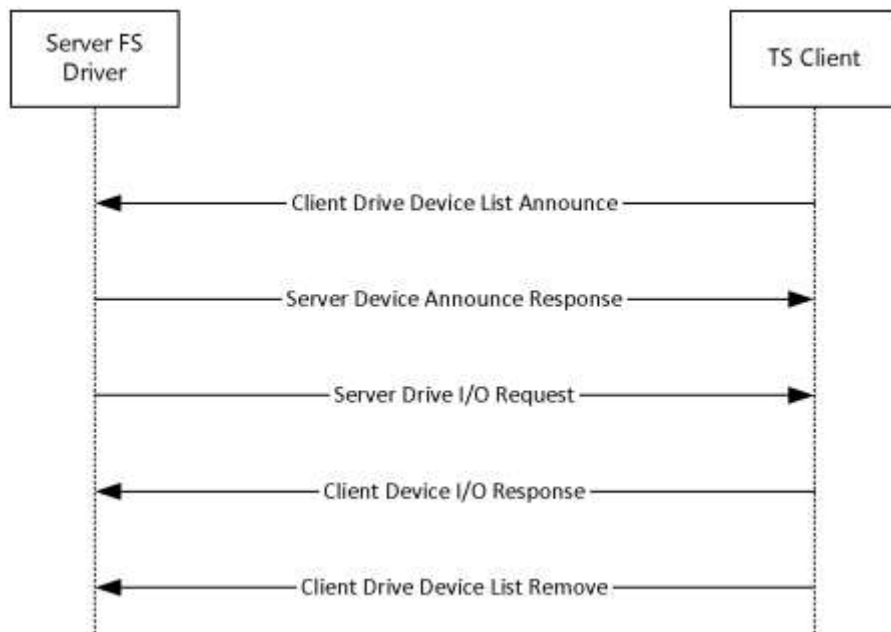 Server FS
Driver
TS Client
Client Drive Device List Announce
Server Device Announce Response
Server Drive I/O Request
Client Device I/O Response
Client Drive Device List Remove